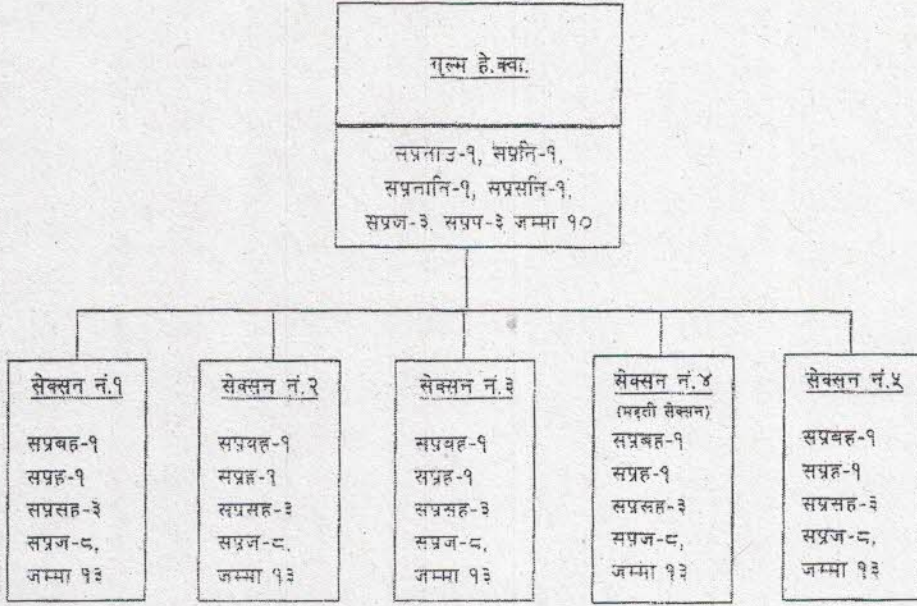 गुल्म हे.क्वा.
सप्रनाउ-१, सप्रनि-१,
सप्रनानि-१, सप्रसनि-१,
सप्रज-३. सप्रप-३ जम्मा १०
सेक्सन नं.१
सप्रबह-१
सप्रह-१
सप्रसह-३
सप्रज-८,
जम्मा १३
सेक्सन नं.२
सप्रबह-१
सप्रह-१
सप्रसह-३
सप्रज-८.
जम्मा १३
सेक्सन नं.३
सप्रबह-१
सप्रह-१
सप्रसह-३
सप्रज-८,
जम्मा १३
सेक्सन नं.४
(मद्दती सेक्सन)
सप्रबह-१
सप्रह-१
सप्रसह-३
सप्रज-८,
जम्मा १३
सेक्सन नं.५
सप्रबह-१
सप्रह-१
सप्रसह-३
सप्रज-८,
जम्मा १३